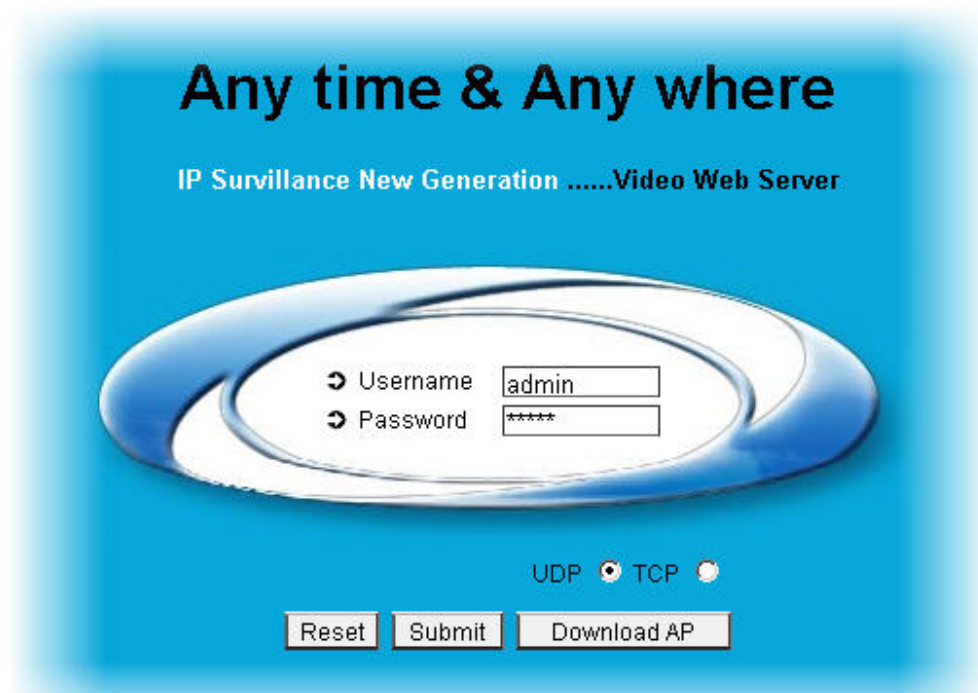 Any time & Any where
IP Survillance New Generation ......Video Web Server
Username admin
Password *****
UDP TCP
Reset Submit Download AP